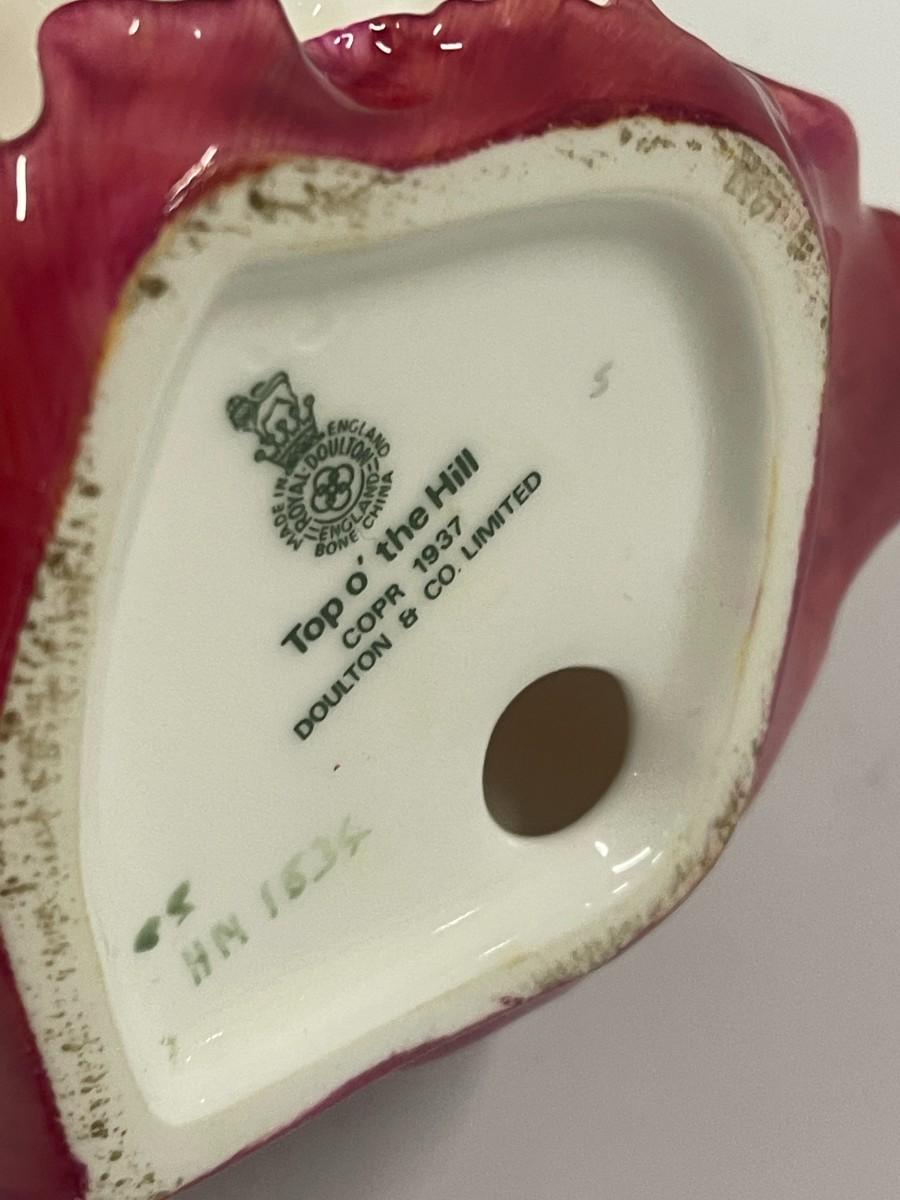 MADE IN ENGLAND
ROYAL·DOULTON
ENGLAND
BONE CHINA
Top o' the Hill
COPR 1937
DOULTON & CO. LIMITED
S
HN 1834